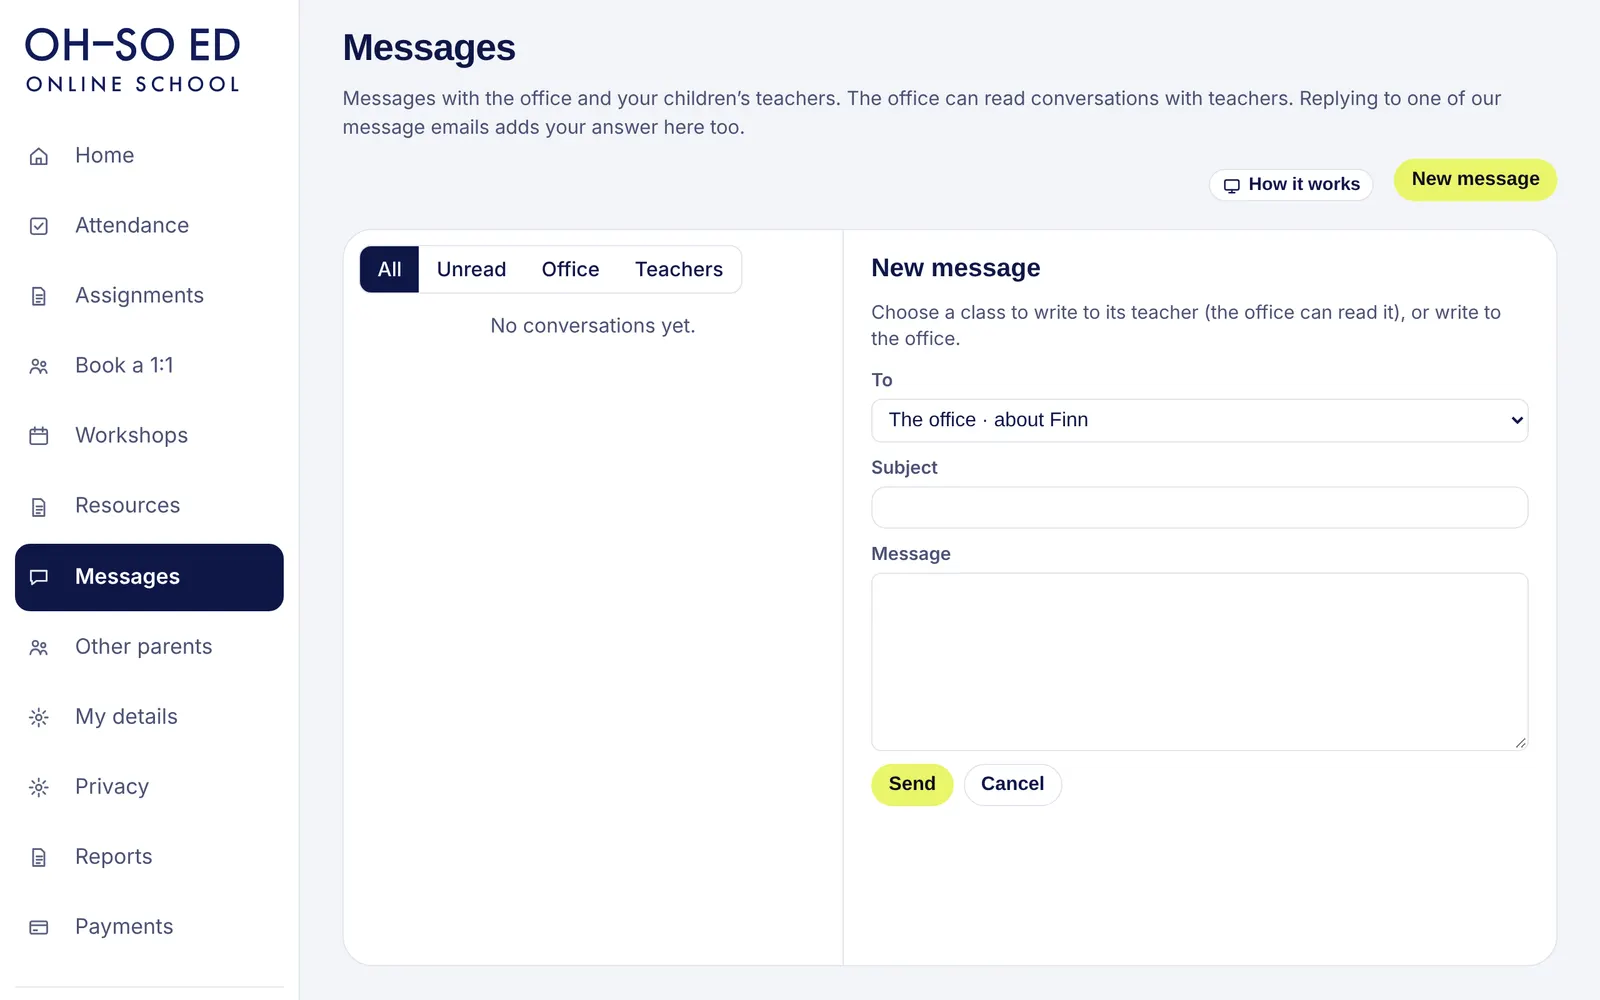 OH–SO ED
ONLINE SCHOOL
Home
Attendance
Assignments
Book a 1:1
Workshops
Resources
Messages
Other parents
My details
Privacy
Reports
Payments
Messages
Messages with the office and your children’s teachers. The office can read conversations with teachers. Replying to one of our
message emails adds your answer here too.
How it works
New message
All
Unread
Office
Teachers
No conversations yet.
New message
Choose a class to write to its teacher (the office can read it), or write to
the office.
To
The office · about Finn
Subject
Message
Send
Cancel